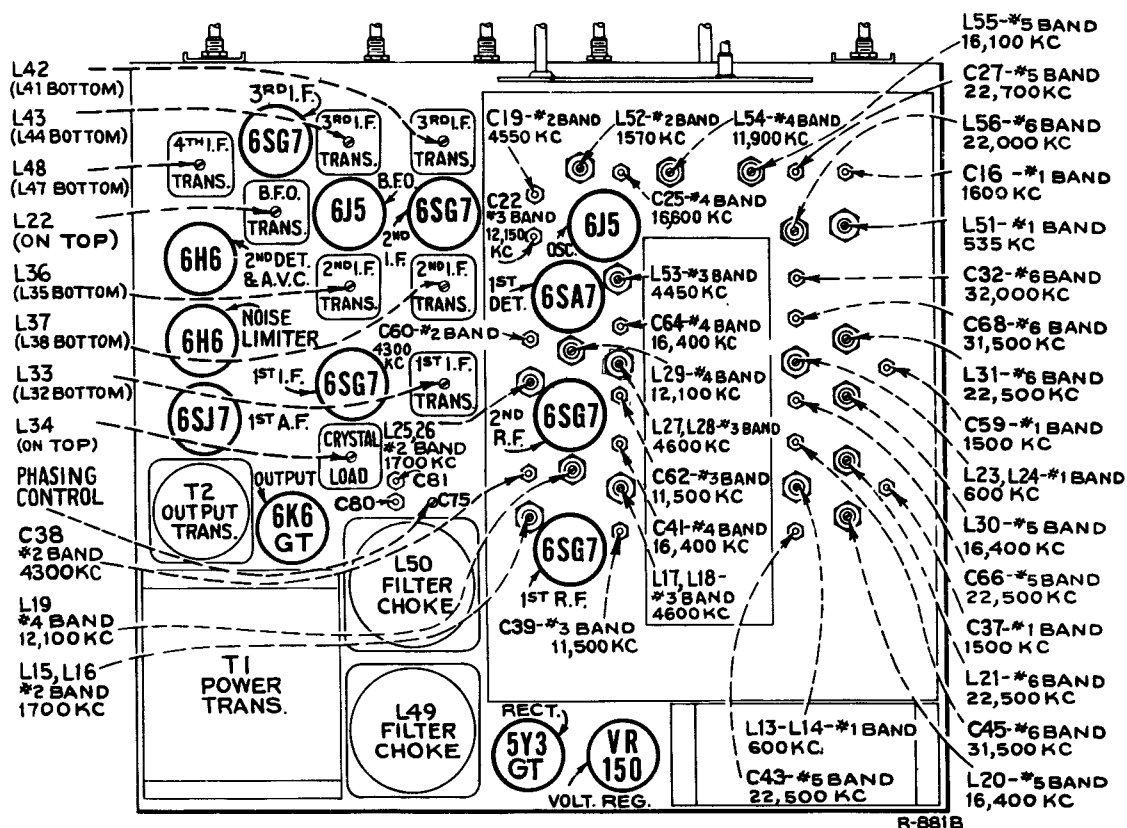 L42
(L41 BOTTOM)
L43
(L44 BOTTOM)
L48
(L47 BOTTOM)
L22
(ON TOP)
L36
(L35 BOTTOM)
L37
(L38 BOTTOM)
L33
(L32 BOTTOM)
L34
(ON TOP)
PHASING
CONTROL
C38
#2 BAND
4300 KC
L19
#4 BAND
12,100 KC
L15, L16
#2 BAND
1700 KC
3RD I.F.
6SG7
4TH I.F.
TRANS.
3RD I.F.
TRANS.
3RD I.F.
TRANS.
B.F.O.
TRANS.
6J5
B.F.O.
6SG7
2ND
I.F.
6H6
2ND DET.
& A.V.C.
2ND I.F.
TRANS.
2ND I.F.
TRANS.
6H6
NOISE
LIMITER
1ST I.F.
6SG7
1ST I.F.
TRANS.
6SJ7
1ST A.F.
CRYSTAL
LOAD
L25,26
#2 BAND
1700 KC
C81
C80
C75
T2
OUTPUT
TRANS.
OUTPUT
6K6
GT
L50
FILTER
CHOKE
T1
POWER
TRANS.
L49
FILTER
CHOKE
C19-#2 BAND
4550 KC
L52-#2 BAND
1570 KC
L54-#4 BAND
11,900 KC
C22
#3 BAND
12,150
KC
C25-#4 BAND
16,600 KC
6J5
OSC.
1ST
DET.
6SA7
L53-#3 BAND
4450 KC
C60-#2 BAND
4300
KC
C64-#4 BAND
16,400 KC
L29-#4 BAND
12,100 KC
2ND
R.F.
6SG7
L27, L28-#3 BAND
4600 KC
C62-#3 BAND
11,500 KC
C41-#4 BAND
16,400 KC
6SG7
1ST R.F.
L17, L18-
#3 BAND
4600 KC
C39-#3 BAND
11,500 KC
RECT.
5Y3
GT
VR
150
VOLT. REG.
L13-L14-#1 BAND
600 KC
C43-#5 BAND
22,500 KC
L55-#5 BAND
16,100 KC
C27-#5 BAND
22,700 KC
L56-#6 BAND
22,000 KC
C16 -#1 BAND
1600 KC
L51-#1 BAND
535 KC
C32-#6 BAND
32,000 KC
C68-#6 BAND
31,500 KC
L31-#6 BAND
22,500 KC
C59-#1 BAND
1500 KC
L23, L24-#1 BAND
600 KC
L30-#5 BAND
16,400 KC
C66-#5 BAND
22,500 KC
C37-#1 BAND
1500 KC
L21-#6 BAND
22,500 KC
C45-#6 BAND
31,500 KC
L20-#5 BAND
16,400 KC
R-881B